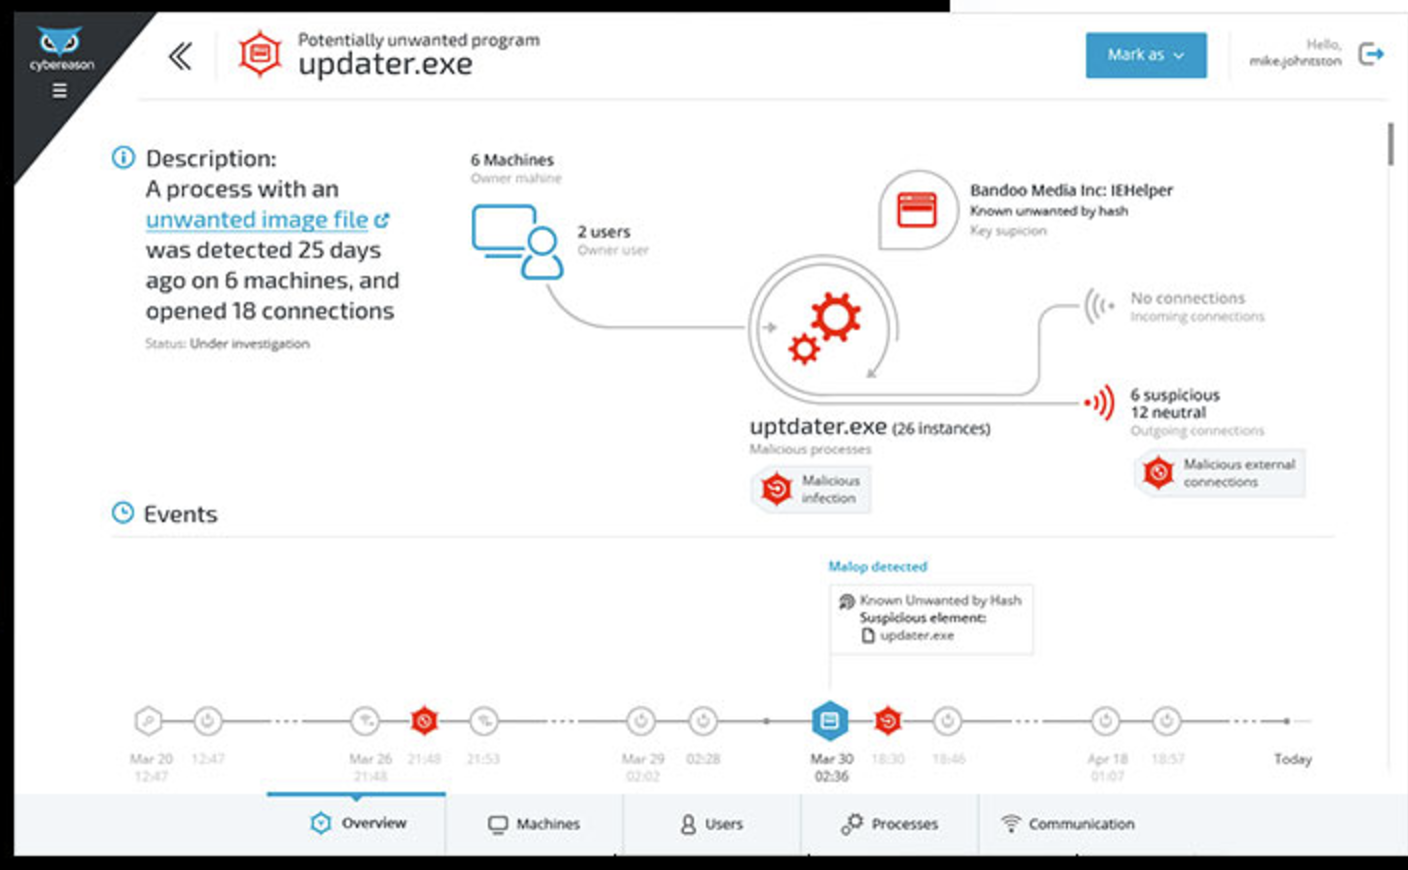 cybereason
Potentially unwanted program
updater.exe
Mark as
Hello,
mike.johntston
Description:
A process with an
unwanted image file
was detected 25 days
ago on 6 machines, and
opened 18 connections
Status: Under investigation
6 Machines
Owner mahine
2 users
Owner user
Bandoo Media Inc: IEHelper
Known unwanted by hash
Key supicion
No connections
Incoming connections
6 suspicious
12 neutral
Outgoing connections
Malicious external
connections
uptdater.exe (26 instances)
Malicious processes
Malicious
infection
Events
Malop detected
Known Unwanted by Hash
Suspicious element:
updater.exe
Mar 20 12:47 Mar 26 21:48 21:53 Mar 29 02:28 Mar 30 18:30 18:46 Apr 18 18:57 Today
12:47 21:48 02:02 02:36 01:07
Overview Machines Users Processes Communication